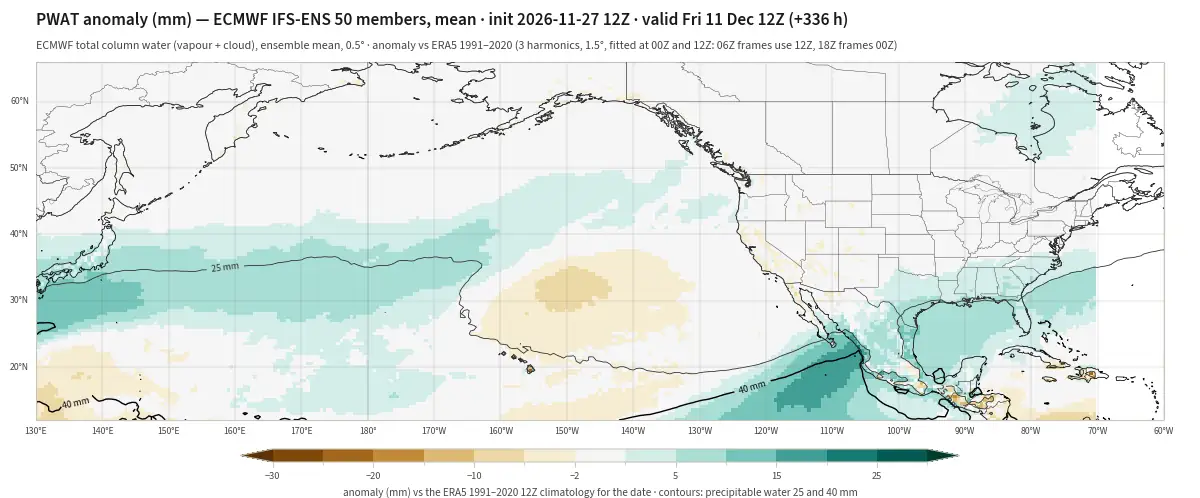 PWAT anomaly (mm) — ECMWF IFS-ENS 50 members, mean · init 2026-11-27 12Z · valid Fri 11 Dec 12Z (+336 h)
ECMWF total column water (vapour + cloud), ensemble mean, 0.5° · anomaly vs ERA5 1991–2020 (3 harmonics, 1.5°, fitted at 00Z and 12Z: 06Z frames use 12Z, 18Z frames 00Z)
60°N
50°N
40°N
25 mm
30°N
20°N
40 mm
40 mm
130°E 140°E 150°E 160°E 170°E 180° 170°W 160°W 150°W 140°W 130°W 120°W 110°W 100°W 90°W 80°W 70°W 60°W
−30 −20 −10 −2 5 15 25
anomaly (mm) vs the ERA5 1991–2020 12Z climatology for the date · contours: precipitable water 25 and 40 mm